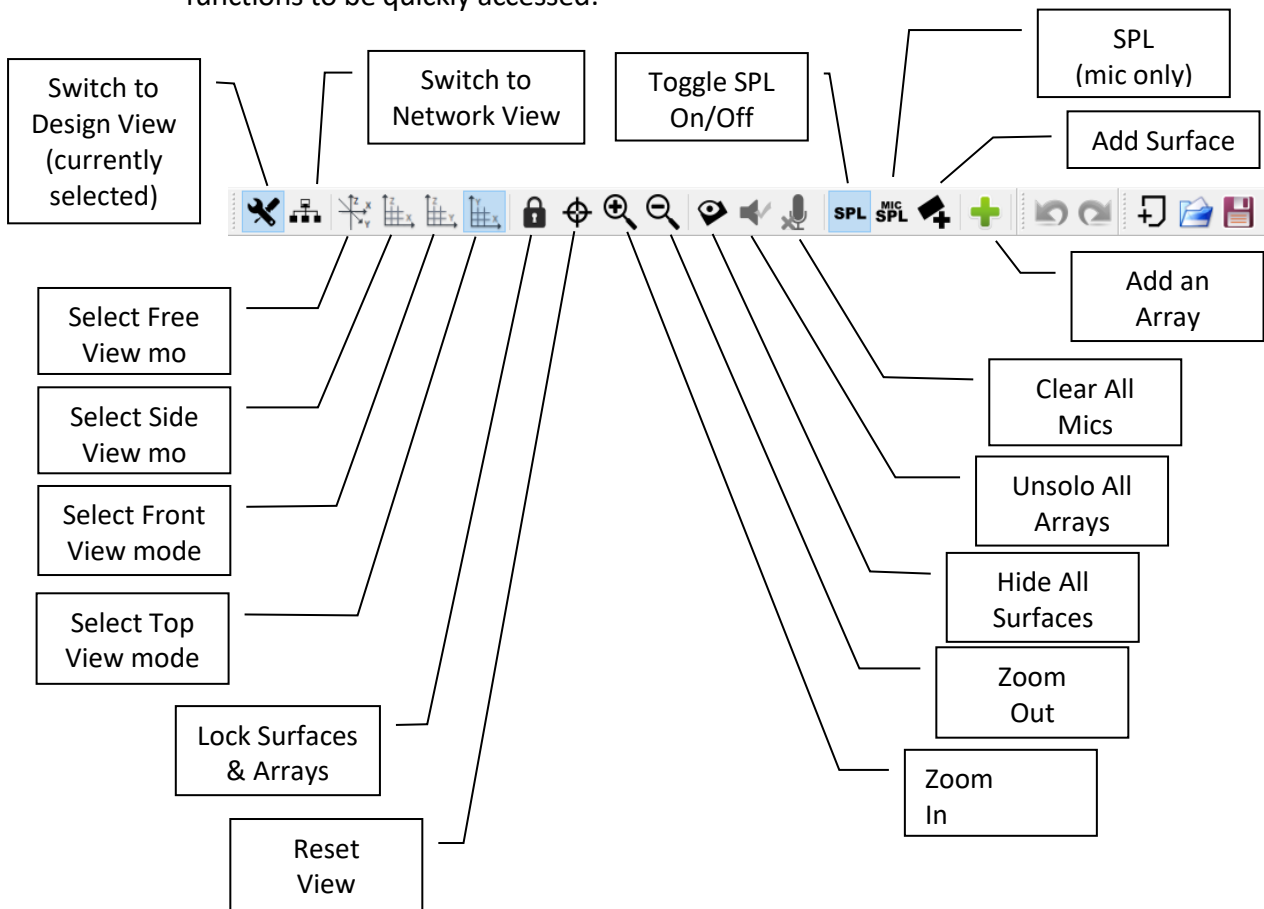 functions to be quickly accessed.
SPL
(mic only)
Switch to
Design View
(currently
selected)
Switch to
Network View
Toggle SPL
On/Off
Add Surface
Z
X
Y
Z
X
Z
Y
Y
X
SPL
MIC
SPL
Add an
Array
Select Free
View mo
Clear All
Mics
Select Side
View mo
Unsolo All
Arrays
Select Front
View mode
Hide All
Surfaces
Select Top
View mode
Zoom
Out
Lock Surfaces
& Arrays
Zoom
In
Reset
View